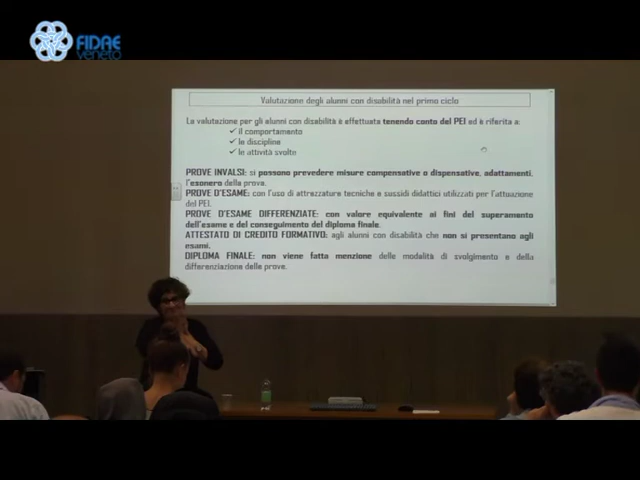 FIDAE
veneto
Valutazione degli alunni con disabilità nel primo ciclo
La valutazione per gli alunni con disabilità è effettuata tenendo conto del PEI ed è riferita a:
✓ il comportamento
✓ le discipline
✓ le attività svolte
PROVE INVALSI: si possono prevedere misure compensative o dispensative, adattamenti,
l'esonero della prova.
PROVE D'ESAME: con l'uso di attrezzature tecniche e sussidi didattici utilizzati per l'attuazione
del PEI.
PROVE D'ESAME DIFFERENZIATE: con valore equivalente ai fini del superamento
dell'esame e del conseguimento del diploma finale.
ATTESTATO DI CREDITO FORMATIVO: agli alunni con disabilità che non si presentano agli
esami.
DIPLOMA FINALE: non viene fatta menzione delle modalità di svolgimento e della
differenziazione delle prove.